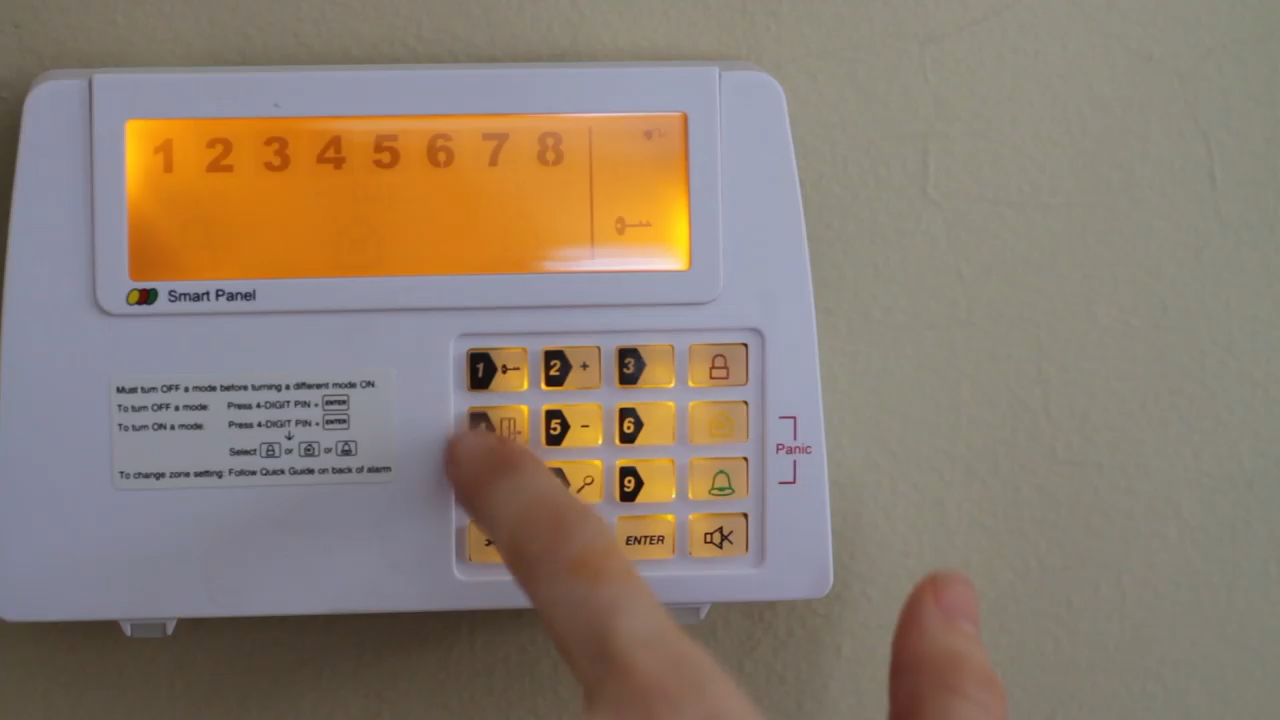 1 2 3 4 5 6 7 8
Smart Panel
Must turn OFF a mode before turning a different mode ON.
To turn OFF a mode: Press 4-DIGIT PIN + ENTER
To turn ON a mode: Press 4-DIGIT PIN + ENTER
Select or or
To change zone setting: Follow Quick Guide on back of alarm
1 2 + 3
4 5 - 6
9
ENTER
Panic